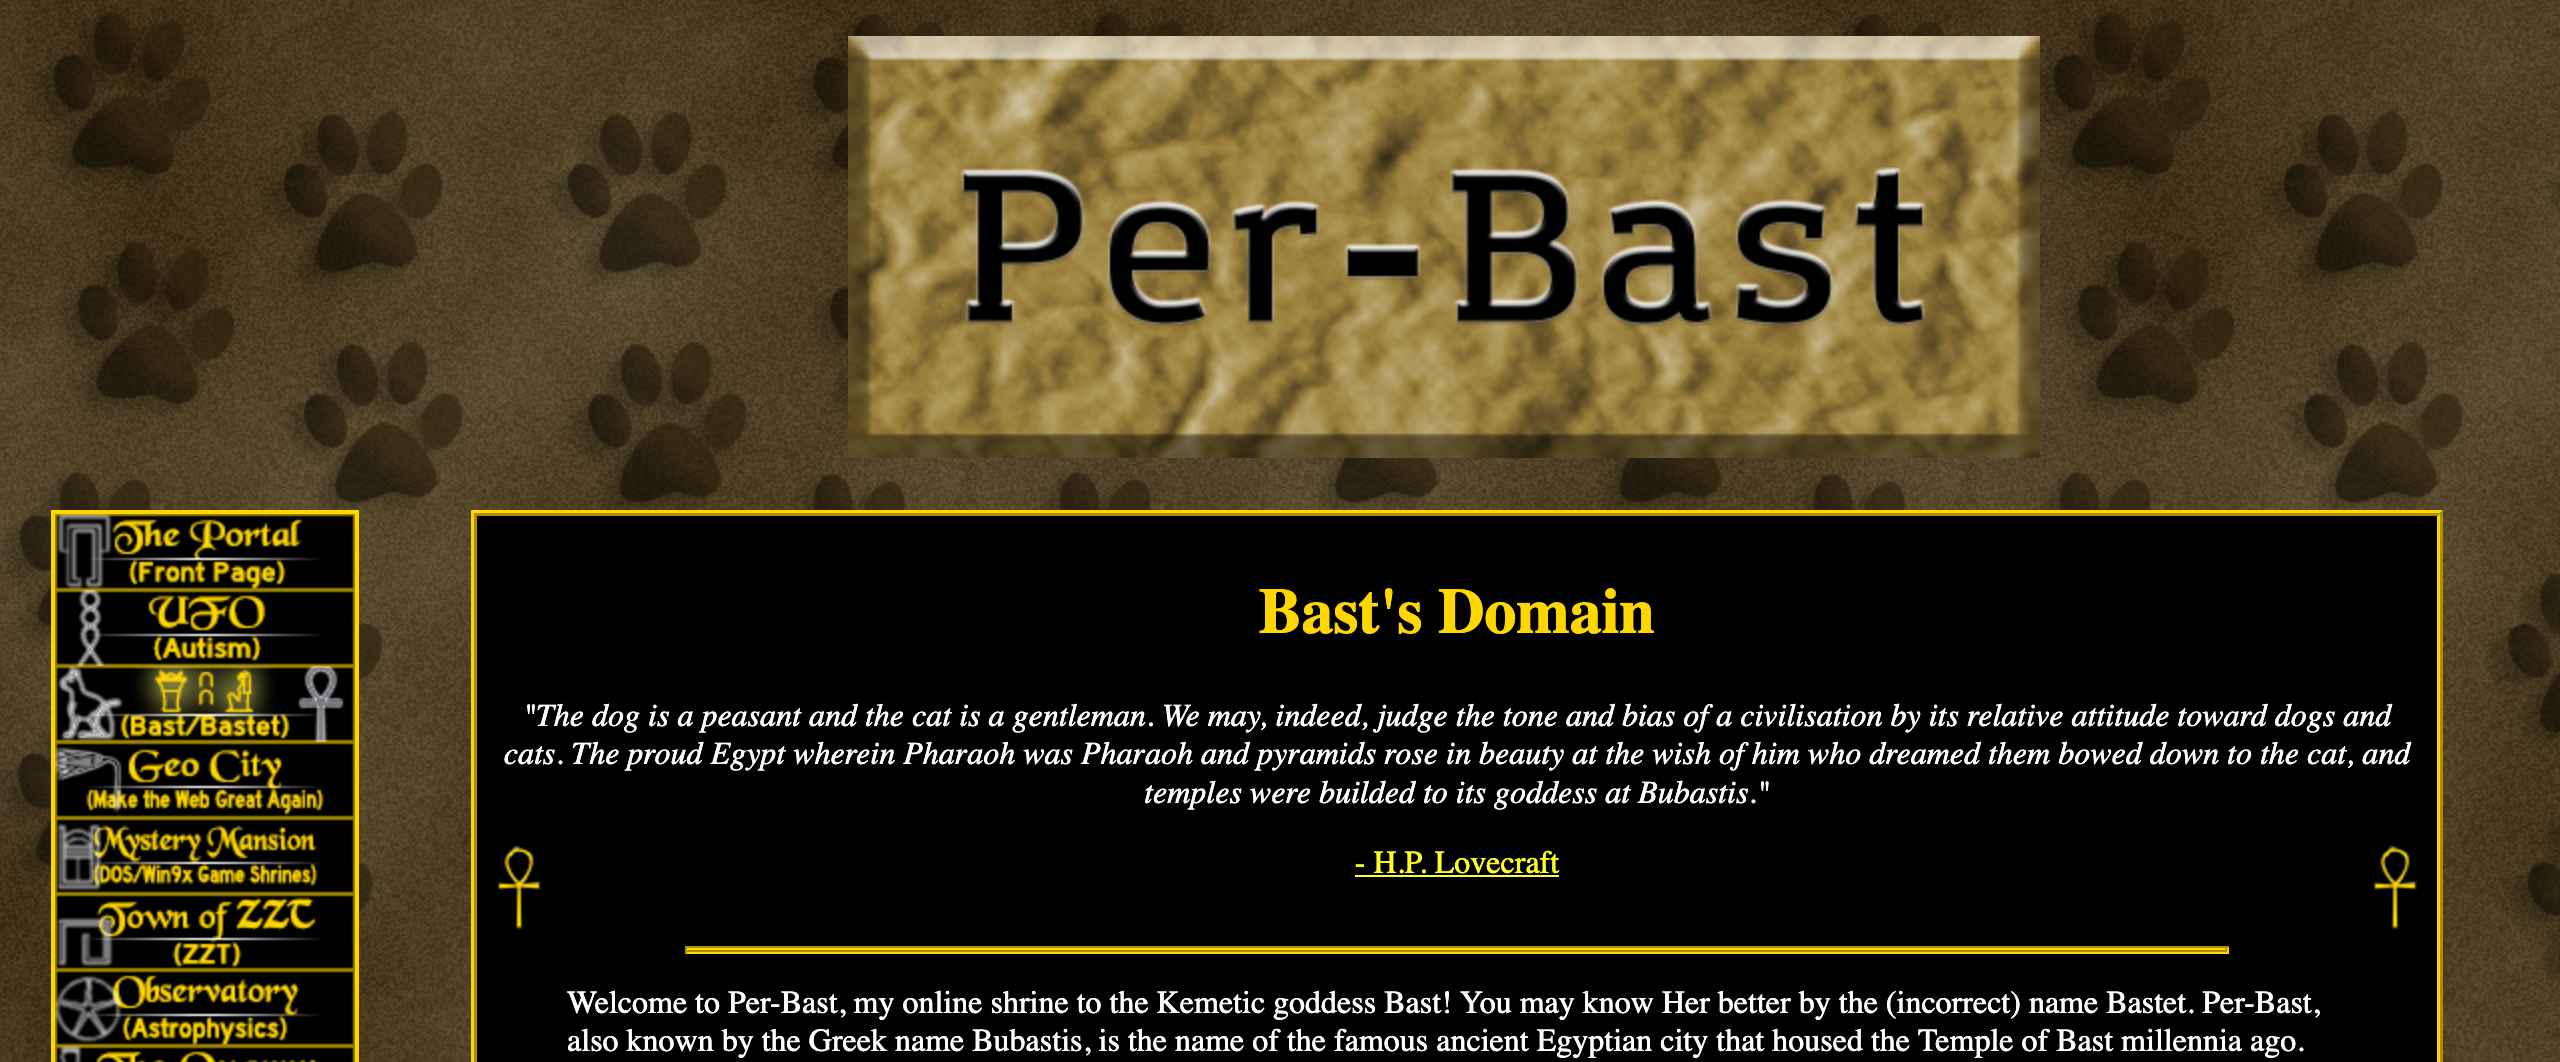 Per-Bast
The Portal
(Front Page)
UFO
(Autism)
(Bast/Bastet)
Geo City
(Make the Web Great Again)
Mystery Mansion
(DOS/Win9x Game Shrines)
Town of ZZT
(ZZT)
Observatory
(Astrophysics)
Bast's Domain
"The dog is a peasant and the cat is a gentleman. We may, indeed, judge the tone and bias of a civilisation by its relative attitude toward dogs and
cats. The proud Egypt wherein Pharaoh was Pharaoh and pyramids rose in beauty at the wish of him who dreamed them bowed down to the cat, and
temples were builded to its goddess at Bubastis."
- H.P. Lovecraft
Welcome to Per-Bast, my online shrine to the Kemetic goddess Bast! You may know Her better by the (incorrect) name Bastet. Per-Bast,
also known by the Greek name Bubastis, is the name of the famous ancient Egyptian city that housed the Temple of Bast millennia ago.